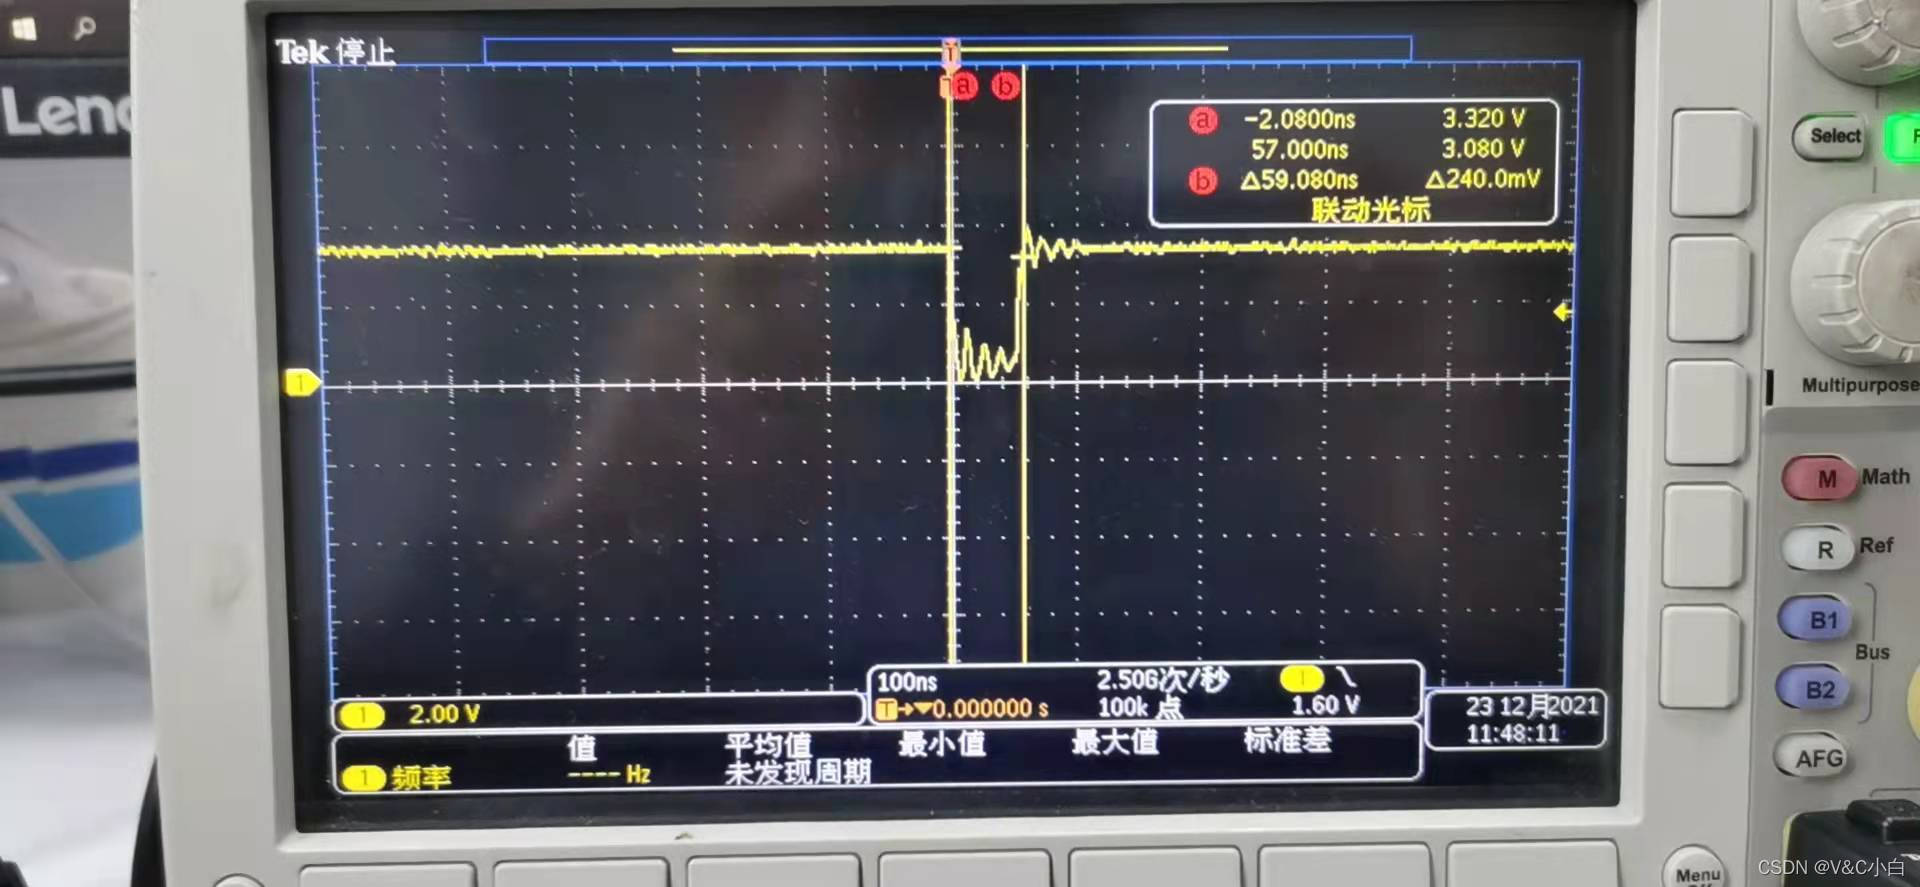 Leno
Tek 停止
T
a b
a -2.0800ns 3.320 V
57.000ns 3.080 V
b Δ59.080ns Δ240.0mV
联动光标
1
1 2.00 V
100ns 2.50G次/秒 1
T→▼0.000000 s 100k 点 1.60 V
23 12月2021
11:48:11
值 平均值 最小值 最大值 标准差
1 频率 ---- Hz 未发现周期
Select
Multipurpose
M Math
R Ref
B1
Bus
B2
AFG
Menu
CSDN @V&C小白